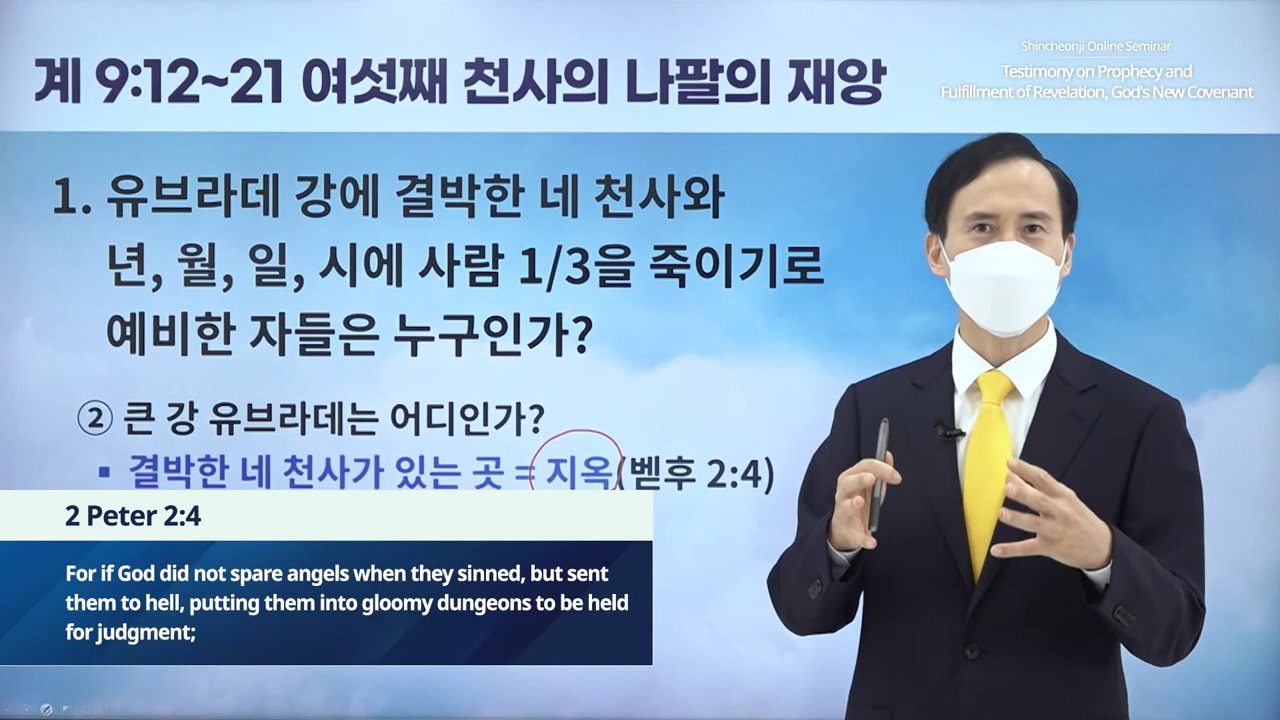 계 9:12~21 여섯째 천사의 나팔의 재앙
Shincheonji Online Seminar
Testimony on Prophecy and
Fulfillment of Revelation, God's New Covenant
1. 유브라데 강에 결박한 네 천사와
년, 월, 일, 시에 사람 1/3을 죽이기로
예비한 자들은 누구인가?
② 큰 강 유브라데는 어디인가?
▪ 결박한 네 천사가 있는 곳 = 지옥(벧후 2:4)
2 Peter 2:4
For if God did not spare angels when they sinned, but sent
them to hell, putting them into gloomy dungeons to be held
for judgment;